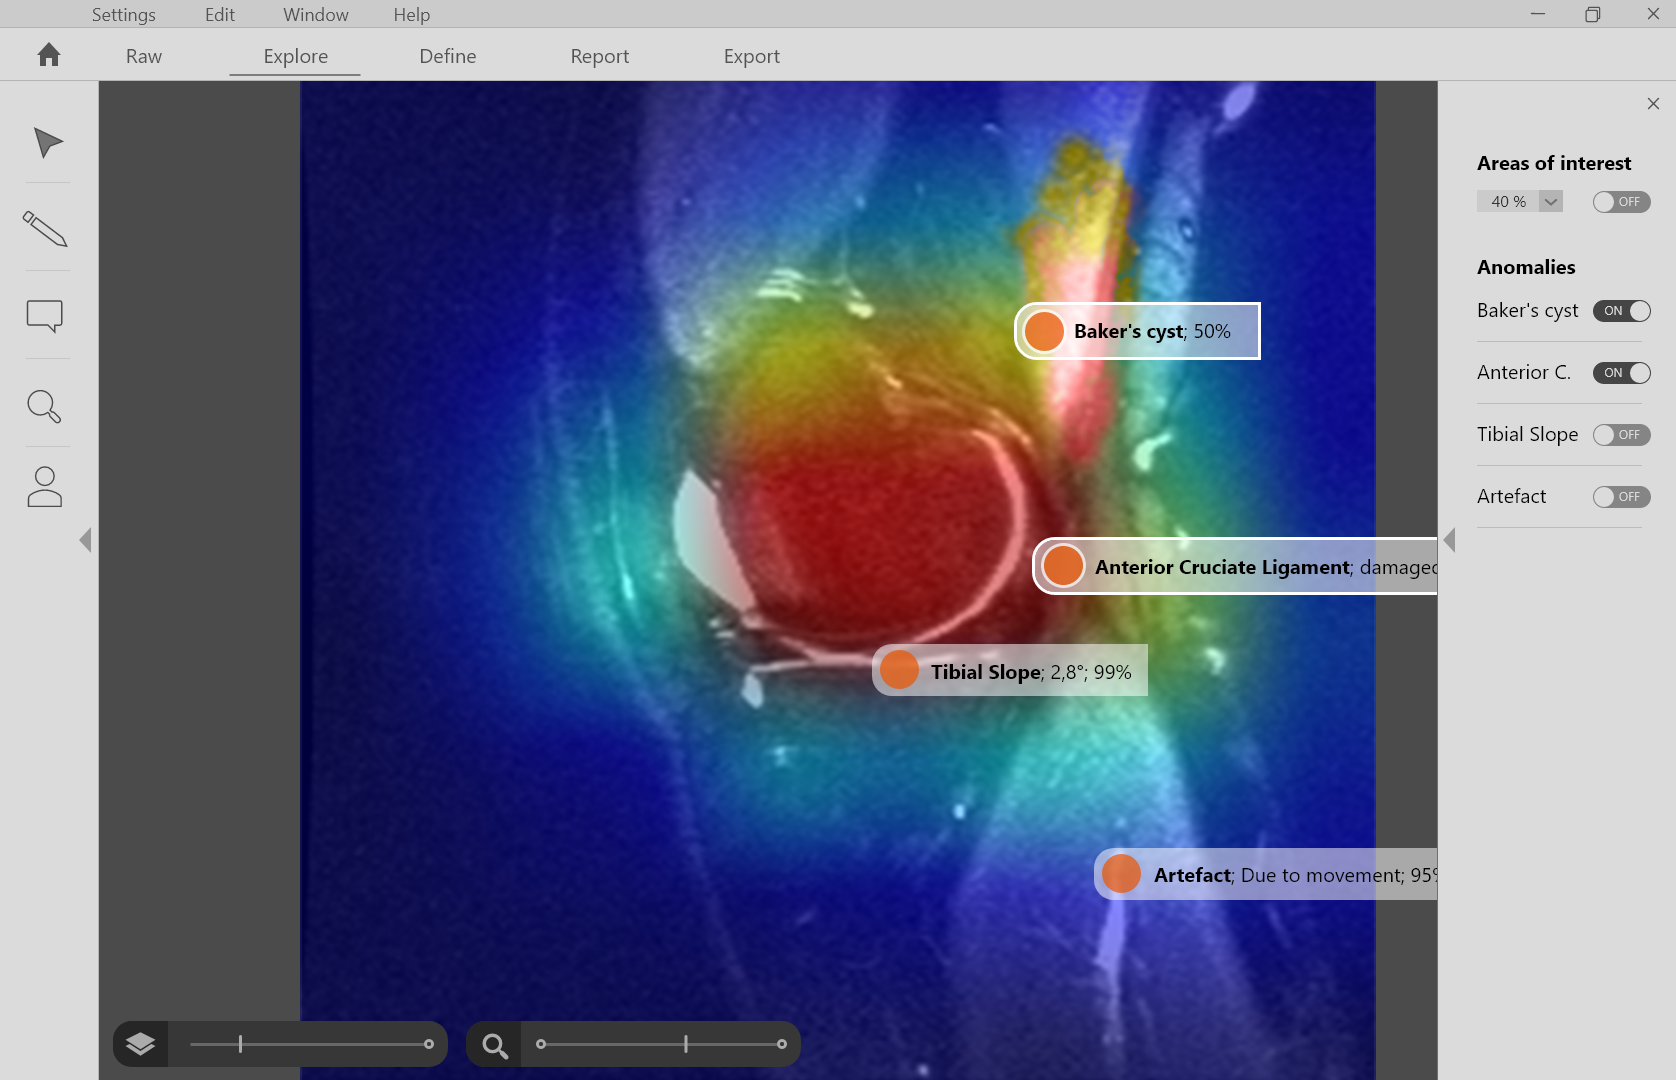 Settings Edit Window Help
Raw Explore Define Report Export
Areas of interest
40 % OFF
Anomalies
Baker's cyst ON
Anterior C. ON
Tibial Slope OFF
Artefact OFF
Baker's cyst; 50%
Anterior Cruciate Ligament; damaged
Tibial Slope; 2,8°; 99%
Artefact; Due to movement; 95%